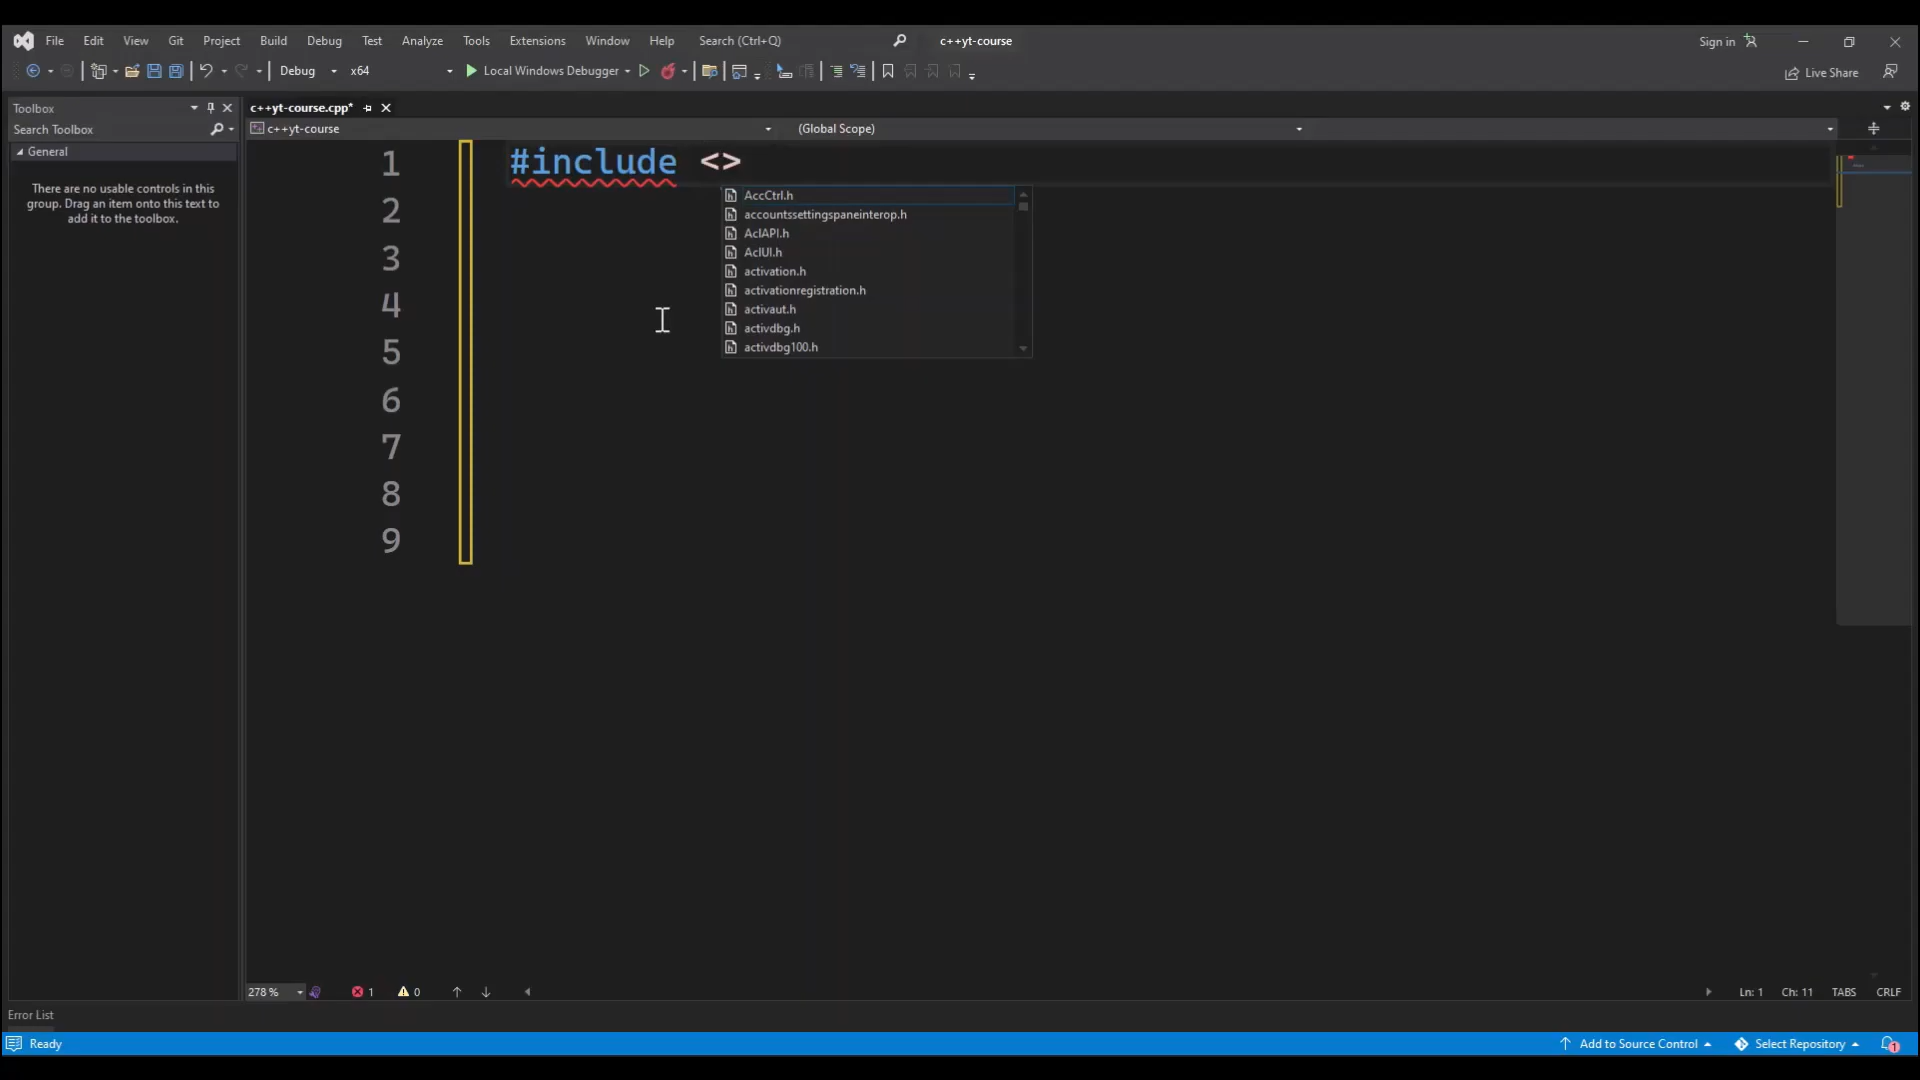 File Edit View Git Project Build Debug Test Analyze Tools Extensions Window Help Search (Ctrl+Q) c++yt-course Sign in
Debug x64 Local Windows Debugger Live Share
Toolbox c++yt-course.cpp*
Search Toolbox c++yt-course (Global Scope)
General
There are no usable controls in this
group. Drag an item onto this text to
add it to the toolbox.
1 #include <>
2
3
4
5
6
7
8
9
AccCtrl.h
accountssettingspaneinterop.h
AclAPI.h
AclUI.h
activation.h
activationregistration.h
activaut.h
activdbg.h
activdbg100.h
278 % 1 0 Ln: 1 Ch: 11 TABS CRLF
Error List
Ready Add to Source Control Select Repository 1